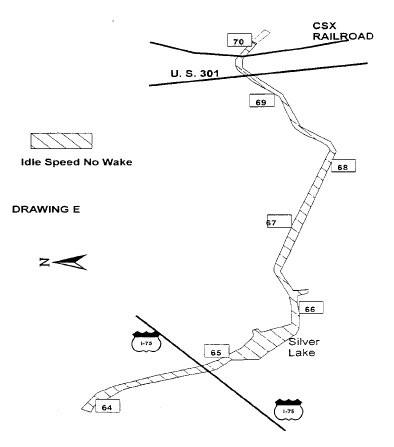 CSX
RAILROAD
70
U. S. 301
69
Idle Speed No Wake
68
DRAWING E
67
N
66
I-75
Silver
Lake
65
64
I-75